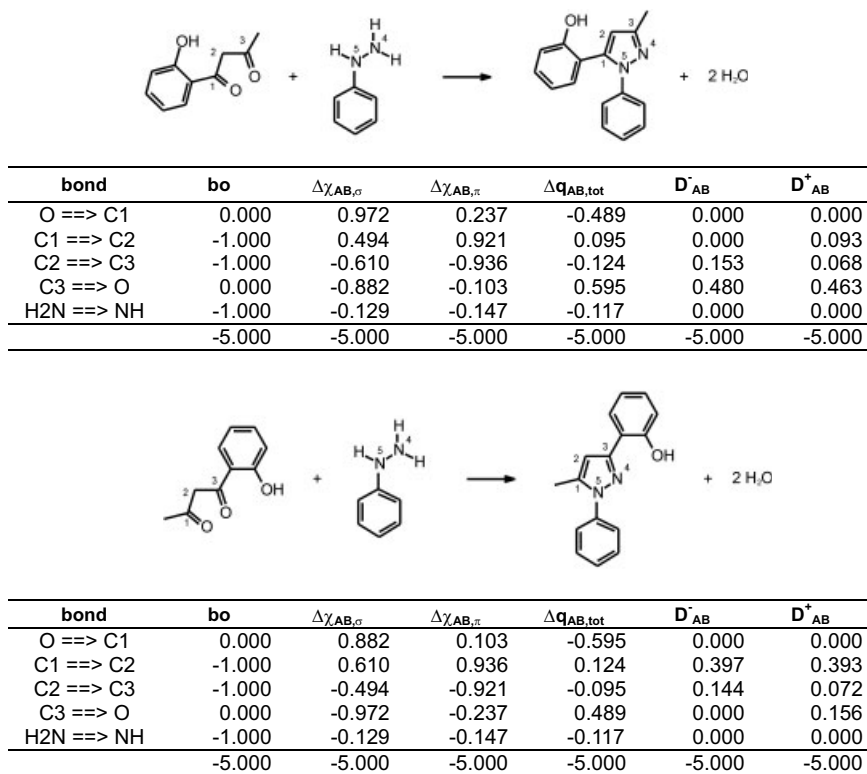 OH 3 2 1 O O + H N 5 N 4 H H OH 2 3 4 N 5 N 1 + 2 H₂O
bond bo Δχ_AB,σ Δχ_AB,π Δq_AB,tot D⁻_AB D⁺_AB
O ==> C1 0.000 0.972 0.237 -0.489 0.000 0.000
C1 ==> C2 -1.000 0.494 0.921 0.095 0.000 0.093
C2 ==> C3 -1.000 -0.610 -0.936 -0.124 0.153 0.068
C3 ==> O 0.000 -0.882 -0.103 0.595 0.480 0.463
H2N ==> NH -1.000 -0.129 -0.147 -0.117 0.000 0.000
-5.000 -5.000 -5.000 -5.000 -5.000 -5.000
2 3 1 O O OH + H N 5 N 4 H H 2 3 4 N 5 N 1 OH + 2 H₂O
bond bo Δχ_AB,σ Δχ_AB,π Δq_AB,tot D⁻_AB D⁺_AB
O ==> C1 0.000 0.882 0.103 -0.595 0.000 0.000
C1 ==> C2 -1.000 0.610 0.936 0.124 0.397 0.393
C2 ==> C3 -1.000 -0.494 -0.921 -0.095 0.144 0.072
C3 ==> O 0.000 -0.972 -0.237 0.489 0.000 0.156
H2N ==> NH -1.000 -0.129 -0.147 -0.117 0.000 0.000
-5.000 -5.000 -5.000 -5.000 -5.000 -5.000